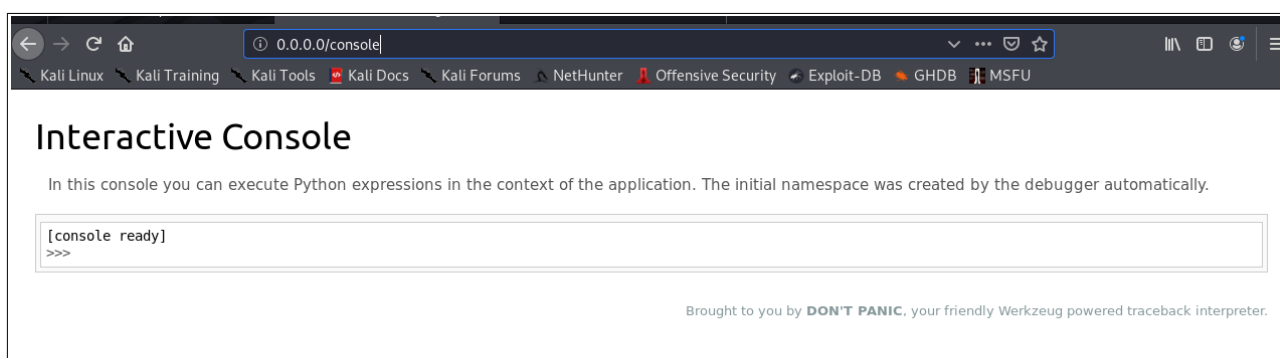 0.0.0.0/console
Kali Linux Kali Training Kali Tools Kali Docs Kali Forums NetHunter Offensive Security Exploit-DB GHDB MSFU
Interactive Console
In this console you can execute Python expressions in the context of the application. The initial namespace was created by the debugger automatically.
[console ready]
>>>
Brought to you by DON'T PANIC, your friendly Werkzeug powered traceback interpreter.